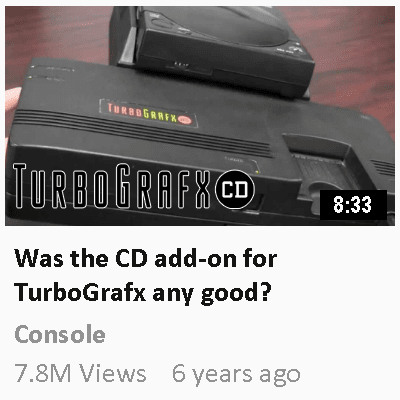 TURBOGRAFX
TURBOGRAFX CD
8:33
Was the CD add-on for
TurboGrafx any good?
Console
7.8M Views 6 years ago